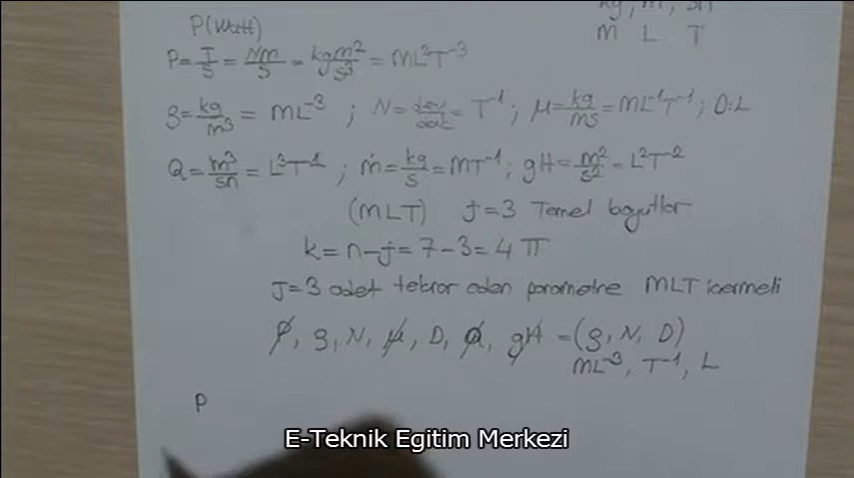 kg, m, sn
P(Watt)
M L T
P=J/S=Nm/S=kgm²/s³=ML²T⁻³
ρ=kg/m³=ML⁻³; N=dev/dak=T⁻¹; μ=kg/ms=ML⁻¹T⁻¹; D:L
Q=m³/sn=L³T⁻¹; ṁ=kg/s=MT⁻¹; gH=m²/s²=L²T⁻²
(MLT) J=3 Temel boyutlar
k=n-j=7-3=4 π
J=3 adet tekrar eden parametre MLT icermeli
P, ρ, N, μ, D, Q, gH =(ρ, N, D)
ML⁻³, T⁻¹, L
P
E-Teknik Egitim Merkezi